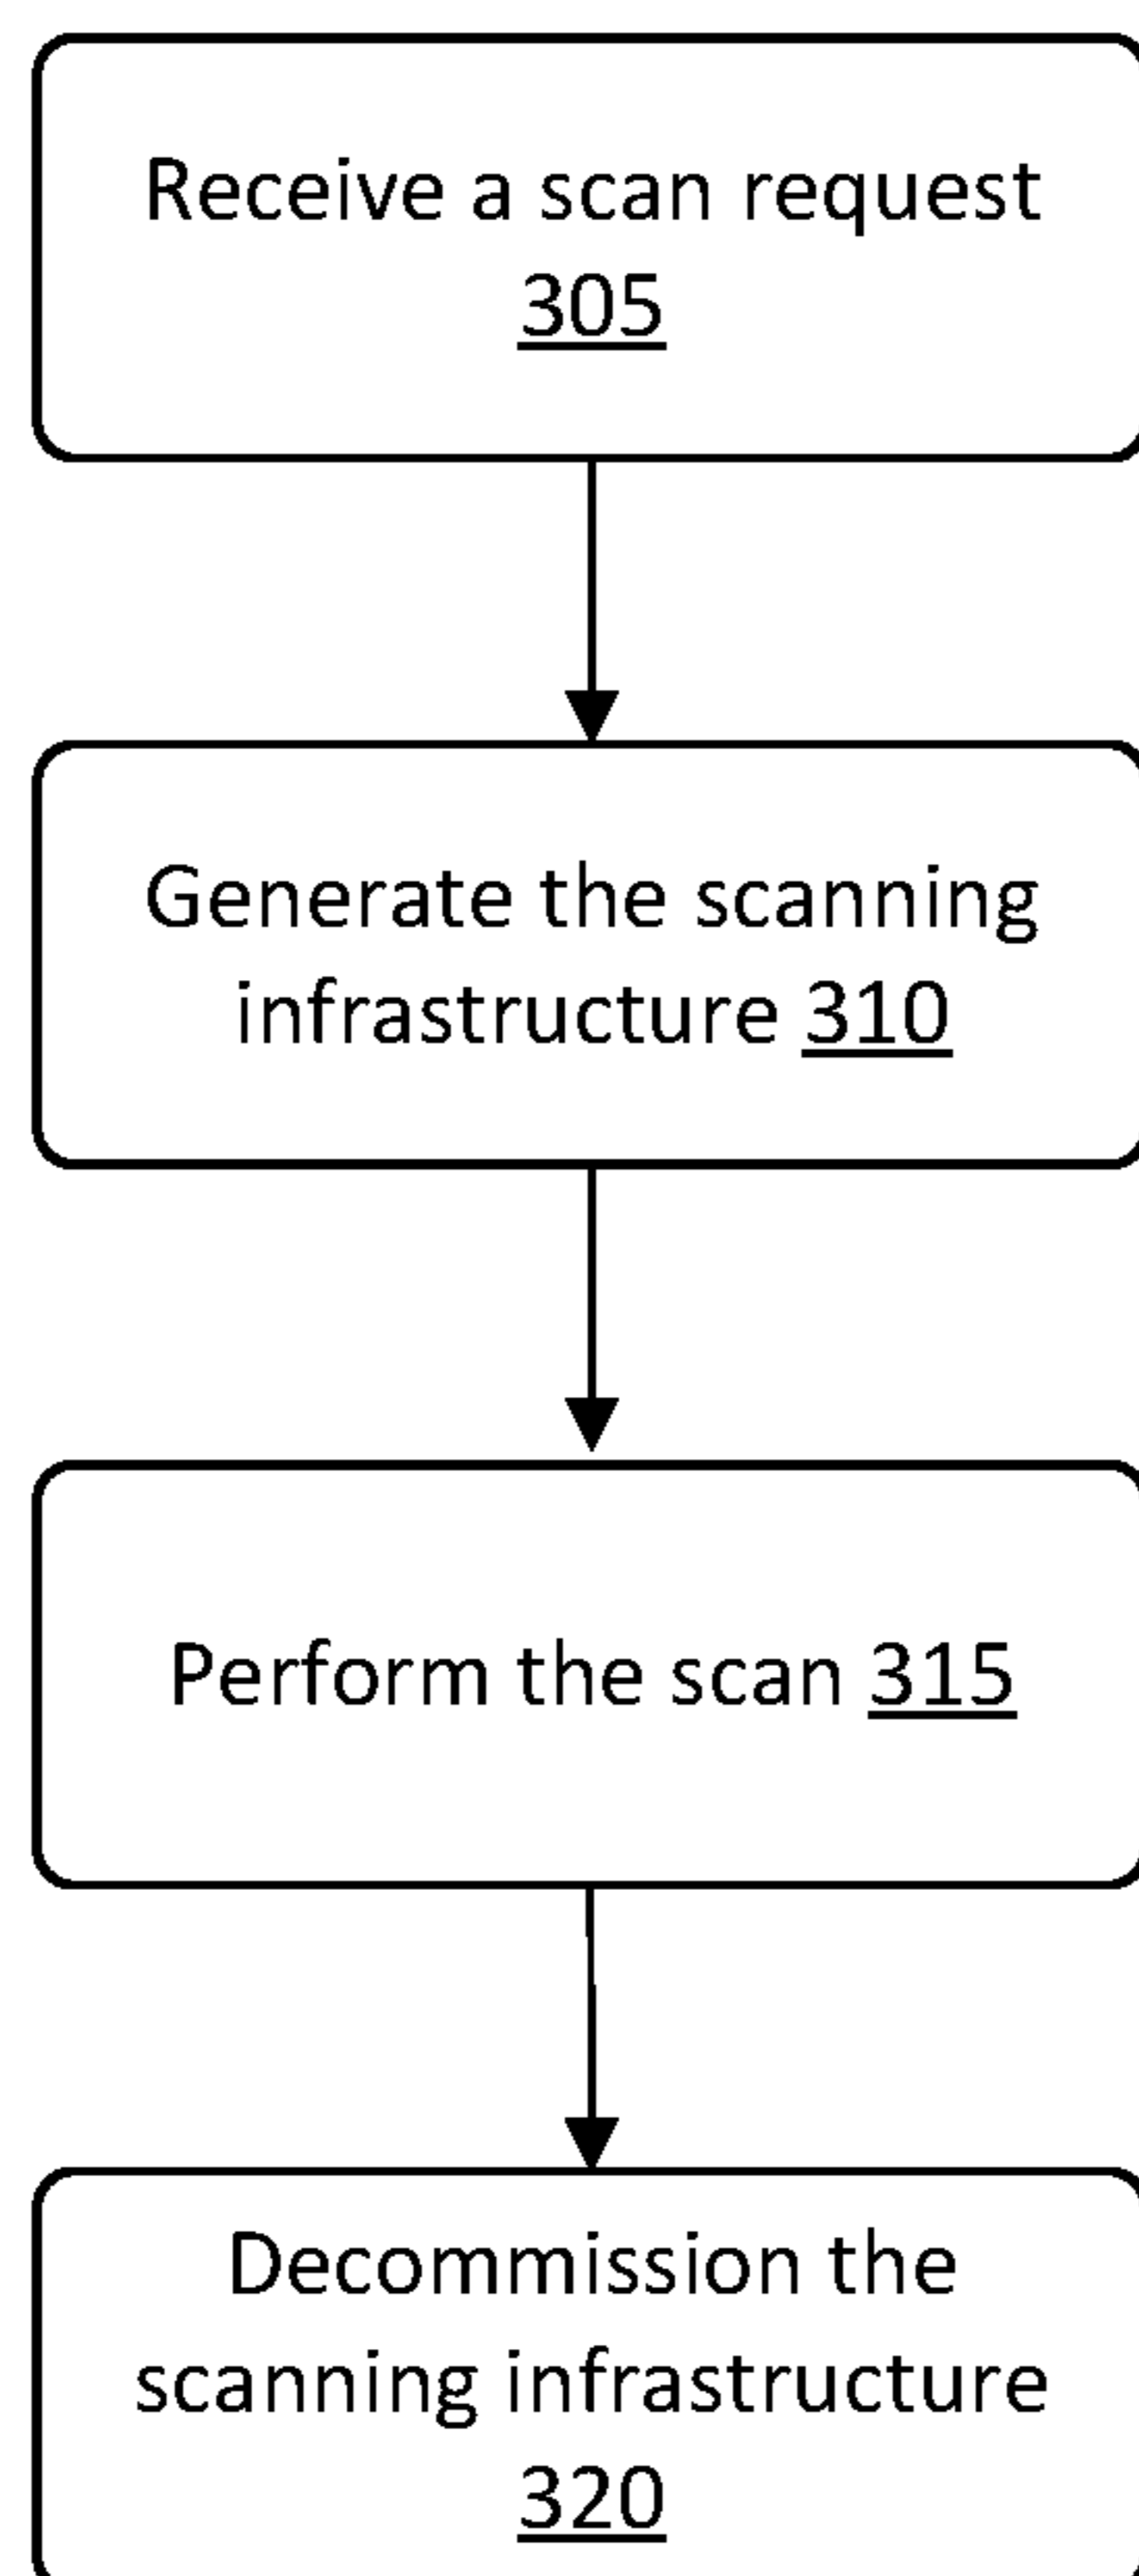 Receive a scan request
305
Generate the scanning
infrastructure 310
Perform the scan 315
Decommission the
scanning infrastructure
320